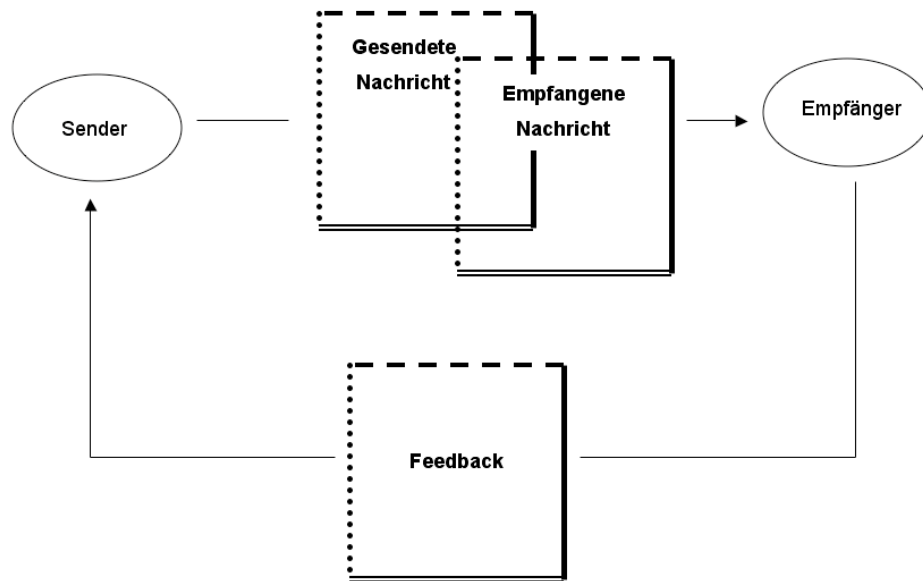 Gesendete
Nachricht
Empfangene
Nachricht
Sender
Empfänger
Feedback